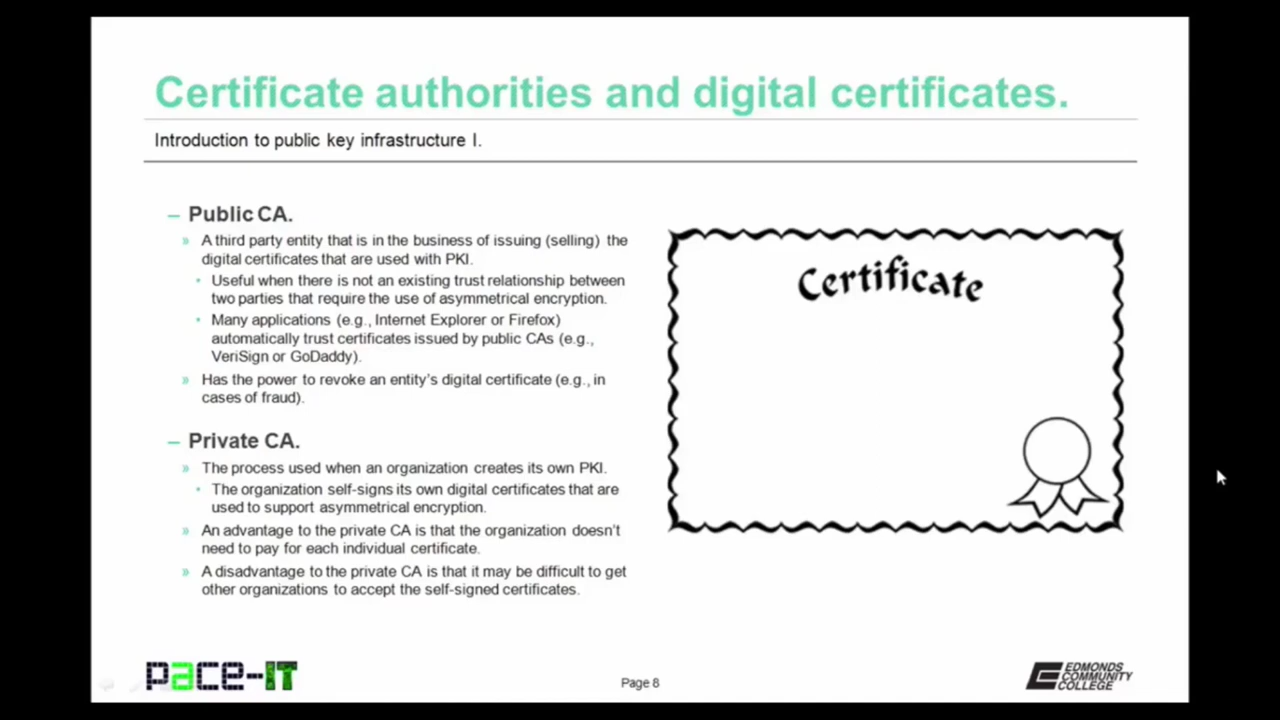 Certificate authorities and digital certificates.
Introduction to public key infrastructure I.
– Public CA.
» A third party entity that is in the business of issuing (selling) the
digital certificates that are used with PKI.
• Useful when there is not an existing trust relationship between
two parties that require the use of asymmetrical encryption.
• Many applications (e.g., Internet Explorer or Firefox)
automatically trust certificates issued by public CAs (e.g.,
VeriSign or GoDaddy).
» Has the power to revoke an entity's digital certificate (e.g., in
cases of fraud).
– Private CA.
» The process used when an organization creates its own PKI.
• The organization self-signs its own digital certificates that are
used to support asymmetrical encryption.
» An advantage to the private CA is that the organization doesn't
need to pay for each individual certificate.
» A disadvantage to the private CA is that it may be difficult to get
other organizations to accept the self-signed certificates.
Certificate
pace-IT
Page 8
EDMONDS
COMMUNITY
COLLEGE